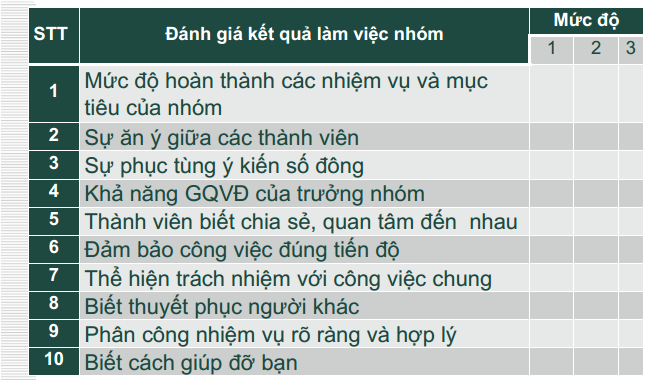 STT Đánh giá kết quả làm việc nhóm Mức độ
1 2 3
1 Mức độ hoàn thành các nhiệm vụ và mục
tiêu của nhóm
2 Sự ăn ý giữa các thành viên
3 Sự phục tùng ý kiến số đông
4 Khả năng GQVĐ của trưởng nhóm
5 Thành viên biết chia sẻ, quan tâm đến nhau
6 Đảm bảo công việc đúng tiến độ
7 Thể hiện trách nhiệm với công việc chung
8 Biết thuyết phục người khác
9 Phân công nhiệm vụ rõ ràng và hợp lý
10 Biết cách giúp đỡ bạn